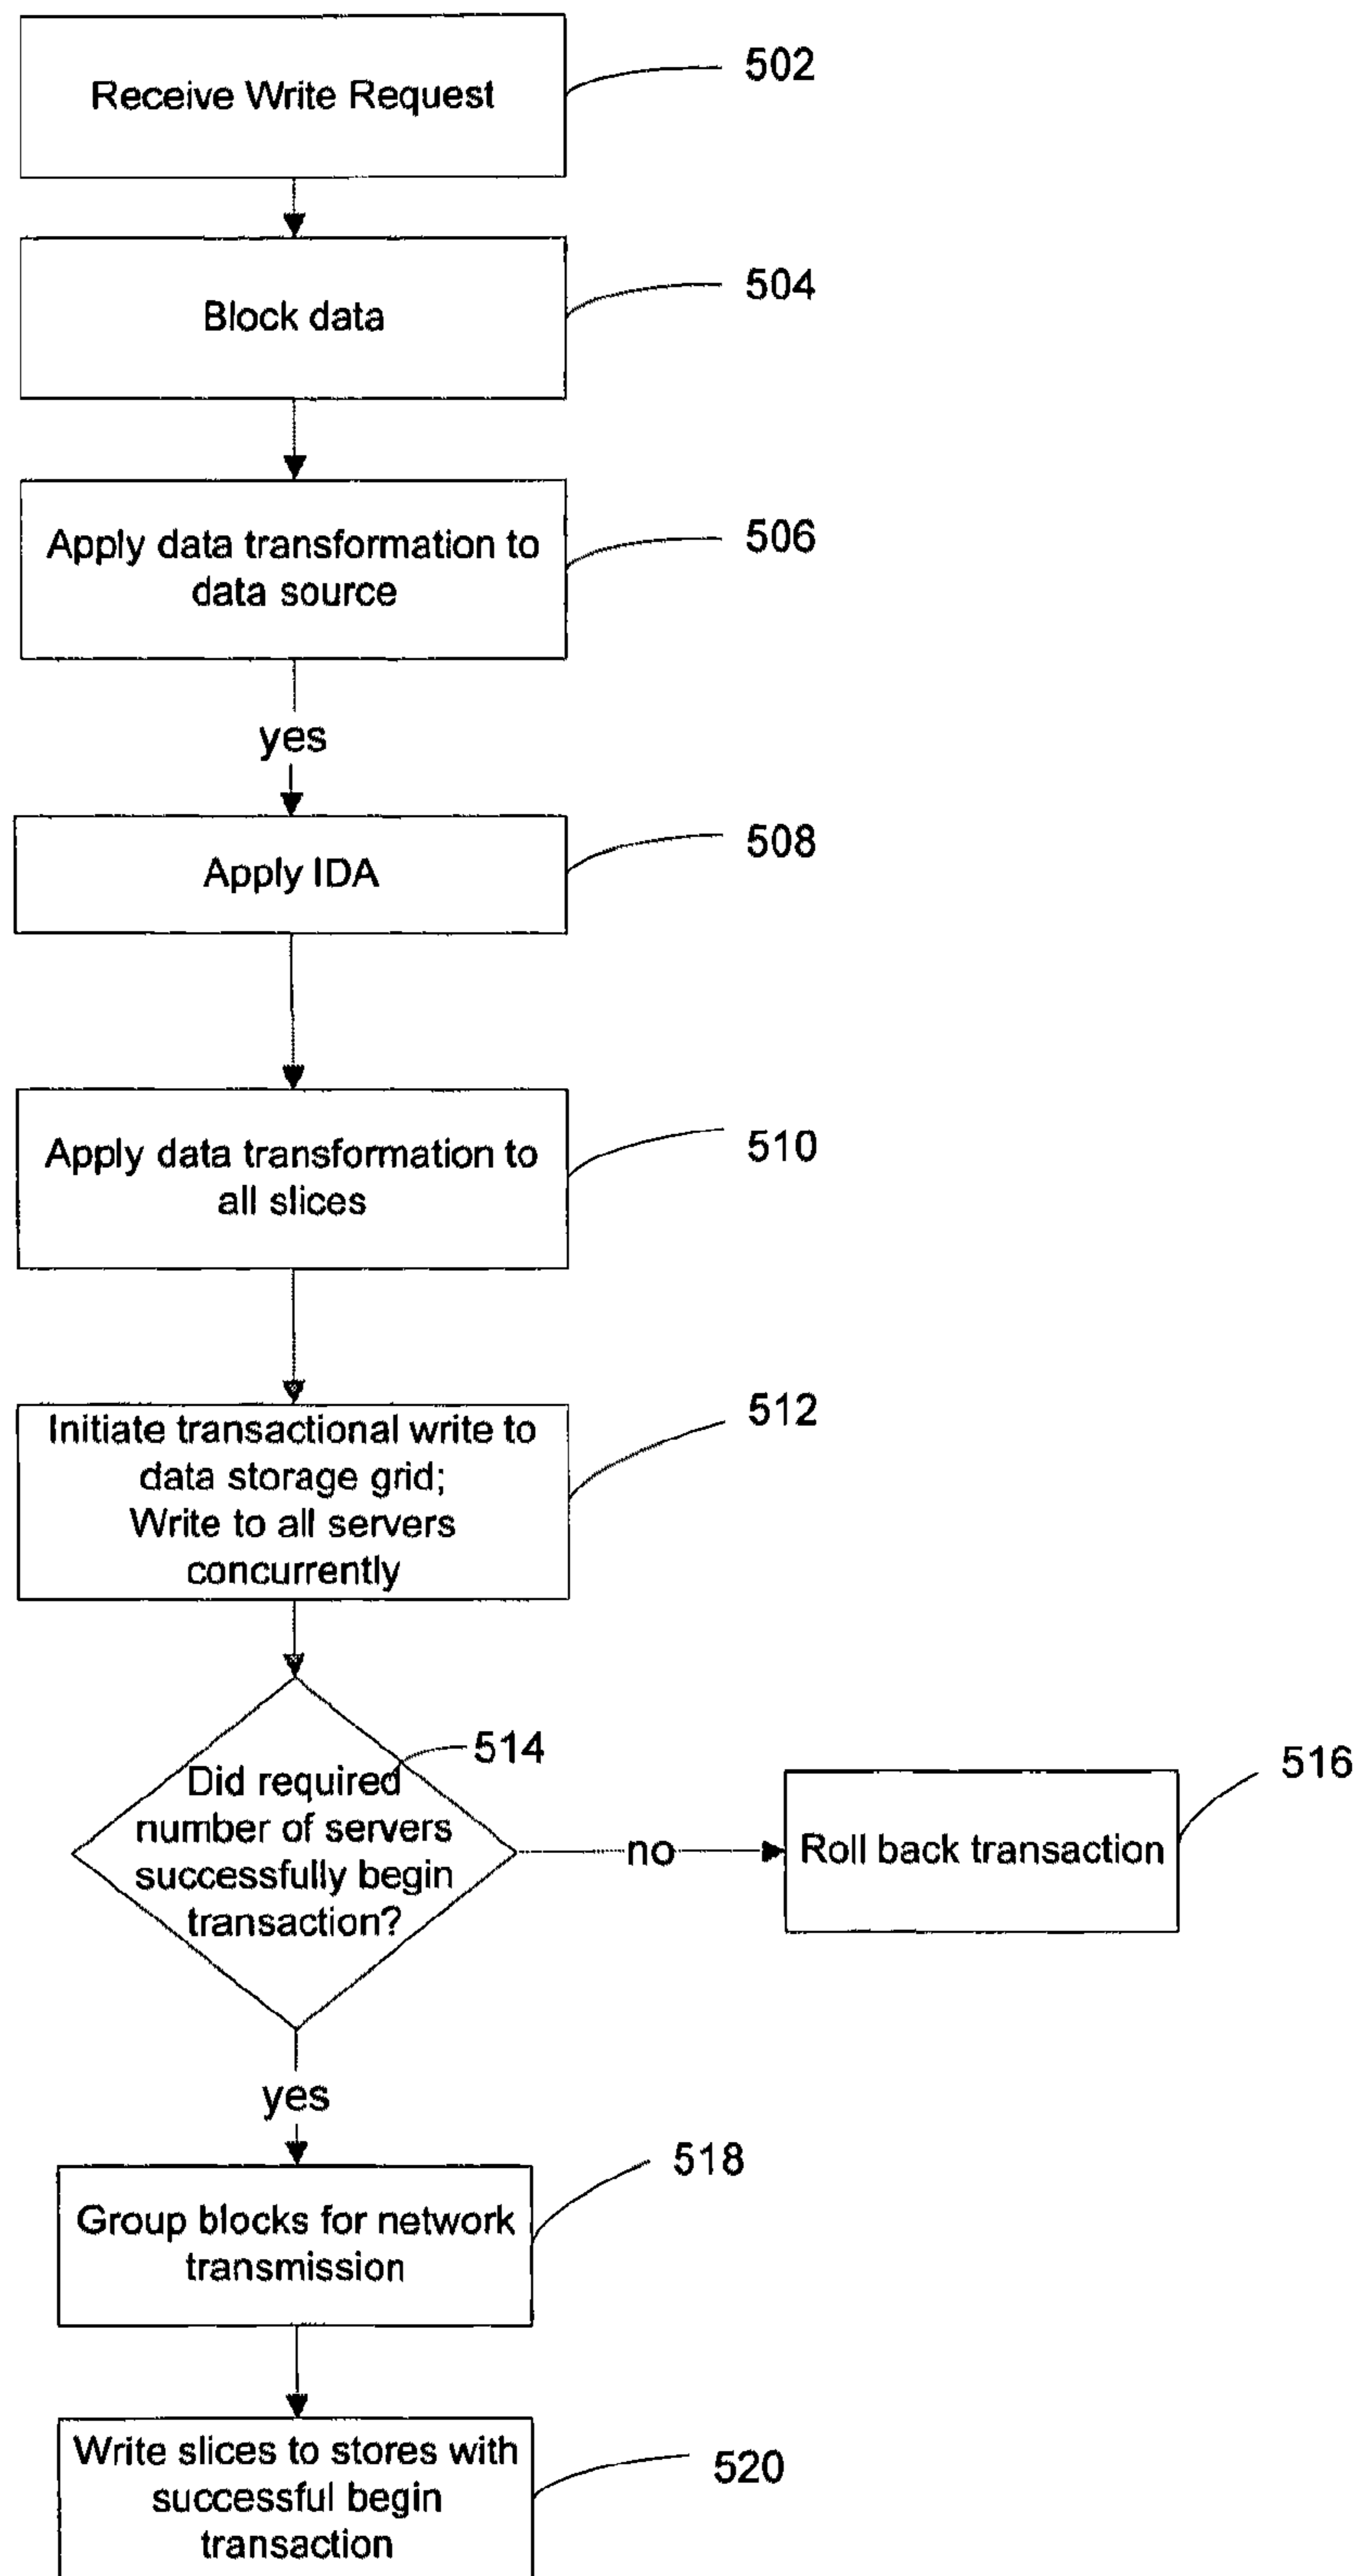 Receive Write Request
502
Block data
504
Apply data transformation to
data source
506
yes
Apply IDA
508
Apply data transformation to
all slices
510
Initiate transactional write to
data storage grid;
Write to all servers
concurrently
512
514
Did required
number of servers
successfully begin
transaction?
no
Roll back transaction
516
yes
Group blocks for network
transmission
518
Write slices to stores with
successful begin
transaction
520